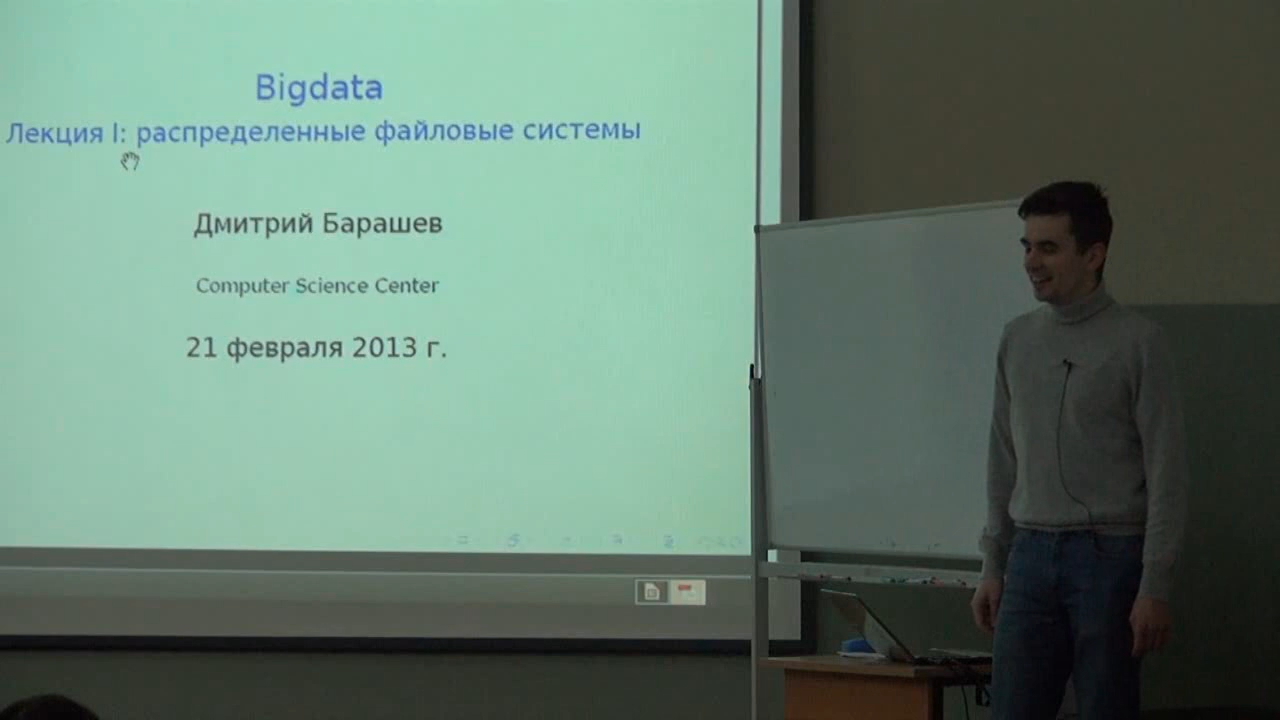 Bigdata
Лекция I: распределенные файловые системы
Дмитрий Барашев
Computer Science Center
21 февраля 2013 г.